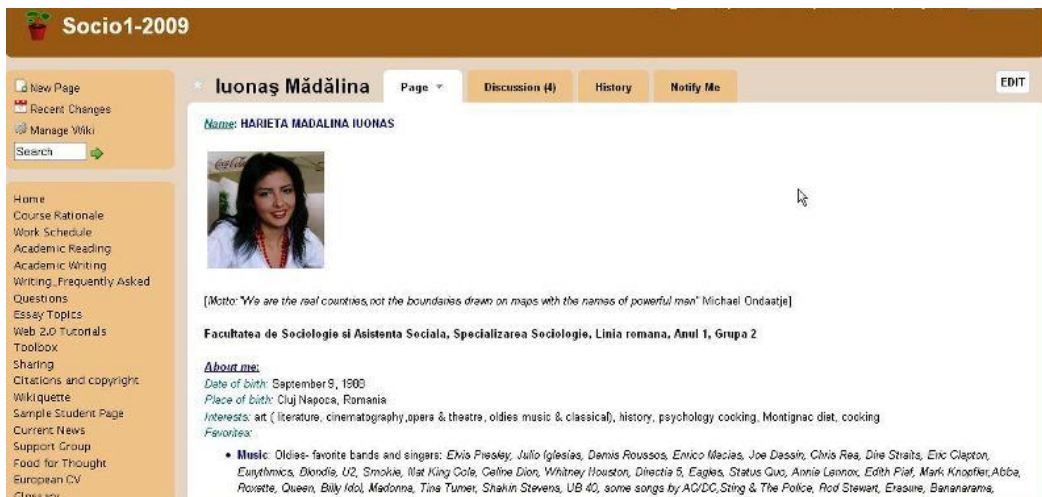 Socio1-2009
New Page
Recent Changes
Manage Wiki
Search
Home
Course Rationale
Work Schedule
Academic Reading
Academic Writing
Writing_Frequently Asked
Questions
Essay Topics
Web 2.0 Tutorials
Toolbox
Sharing
Citations and copyright
Wikiquette
Sample Student Page
Current News
Support Group
Food for Thought
European CV
Glossary
Iuonaş Mădălina
Page
Discussion (4)
History
Notify Me
EDIT
Name: HARIETA MADALINA IUONAS
Coca-Cola
[Motto: "We are the real countries, not the boundaries drawn on maps with the names of powerful men" Michael Ondaatje]
Facultatea de Sociologie si Asistenta Sociala, Specializarea Sociologie, Linia romana, Anul 1, Grupa 2
About me:
Date of birth: September 9, 1988
Place of birth: Cluj Napoca, Romania
Interests: art ( literature, cinematography,opera & theatre, oldies music & classical), history, psychology cooking, Montignac diet, cooking
Favorites:
• Music: Oldies- favorite bands and singers: Elvis Presley, Julio Iglesias, Demis Roussos, Enrico Macias, Joe Dassin, Chris Rea, Dire Straits, Eric Clapton,
Eurythmics, Blondie, U2, Smokie, Nat King Cole, Celine Dion, Whitney Houston, Directia 5, Eagles, Status Quo, Annie Lennox, Edith Piaf, Mark Knopfler,Abba,
Roxette, Queen, Billy Idol, Madonna, Tina Turner, Shakin Stevens, UB 40, some songs by AC/DC,Sting & The Police, Rod Stewart, Erasure, Bananarama,